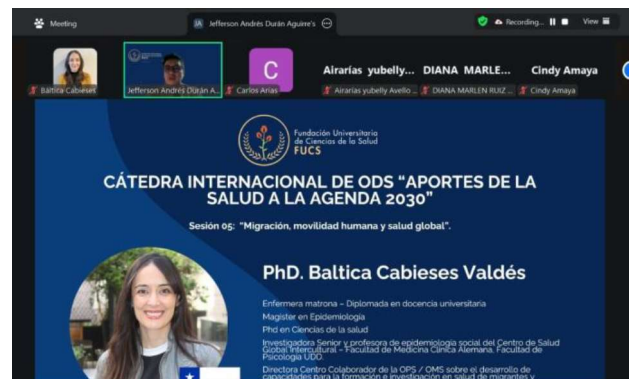 Meeting
JA Jefferson Andrés Durán Aguirre's
Recording...
View
C
Airarías yubelly...
DIANA MARLE...
Cindy Amaya
Báltica Cabieses
Jefferson Andrés Durán A...
Carlos Arias
Airarías yubelly Avello ...
DIANA MARLEN RUIZ ...
Cindy Amaya
Fundación Universitaria
de Ciencias de la Salud
FUCS
CÁTEDRA INTERNACIONAL DE ODS “APORTES DE LA
SALUD A LA AGENDA 2030”
Sesión 05: “Migración, movilidad humana y salud global”.
PhD. Baltica Cabieses Valdés
Enfermera matrona – Diplomada en docencia universitaria
Magister en Epidemiología
Phd en Ciencias de la salud
Investigadora Senior y profesora de epidemiología social del Centro de Salud
Global Intercultural – Facultad de Medicina Clínica Alemana, Facultad de
Psicología UDD.
Directora Centro Colaborador de la OPS / OMS sobre el desarrollo de
capacidades para la formación e investigación en salud de migrantes y